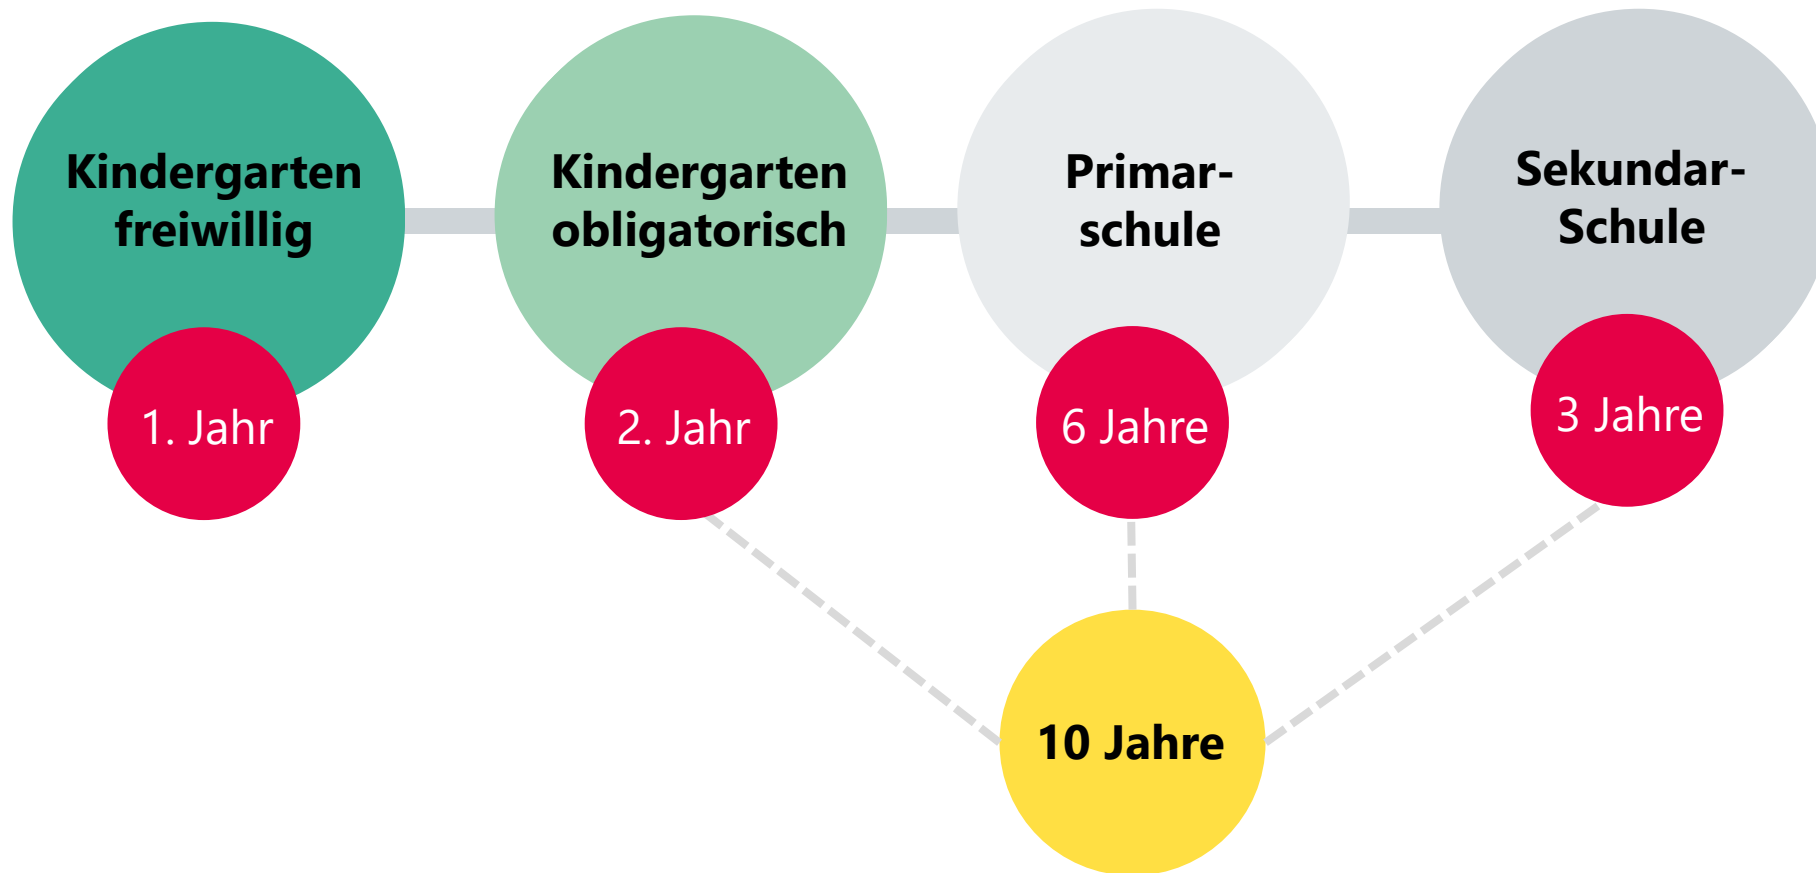 Kindergarten
freiwillig
1. Jahr
Kindergarten
obligatorisch
2. Jahr
Primar-
schule
6 Jahre
Sekundar-
Schule
3 Jahre
10 Jahre